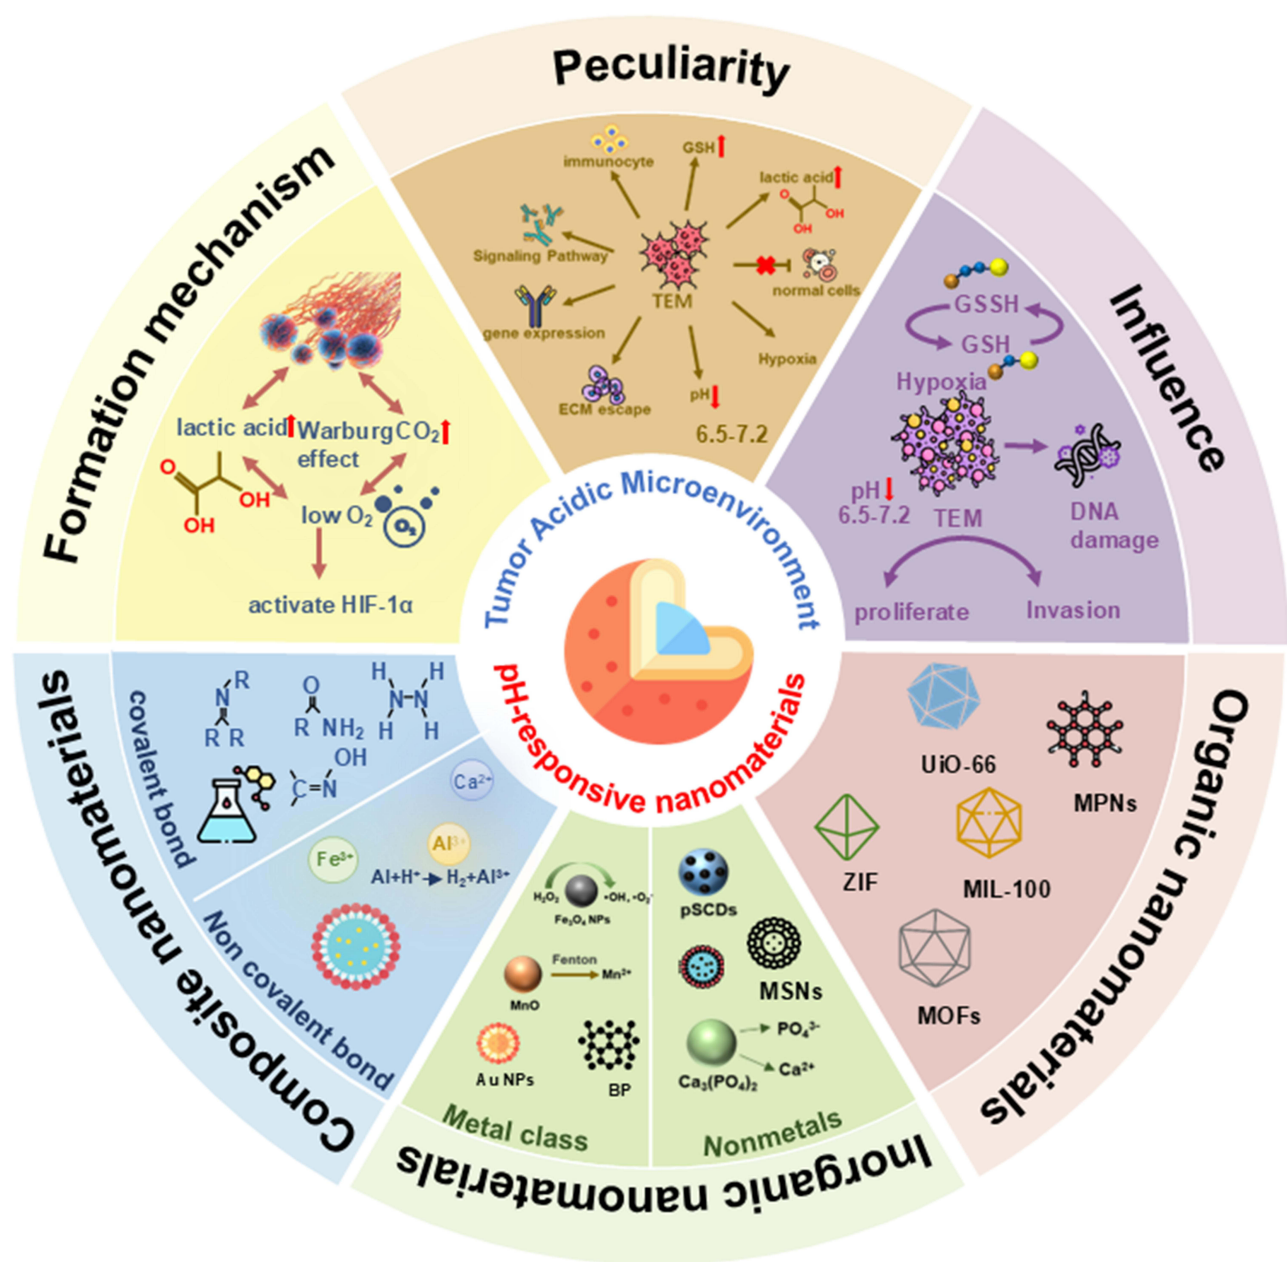 Peculiarity
immunocyte
GSH
lactic acid
O
OH
OH
Signaling Pathway
TEM
normal cells
gene expression
Hypoxia
ECM escape
pH
6.5-7.2
Influence
GSSH
GSH
Hypoxia
pH
6.5-7.2
TEM
DNA
damage
proliferate
Invasion
Formation mechanism
lactic acid
Warburg
effect
CO₂
O
OH
OH
low O₂
O₂
activate HIF-1α
Tumor Acidic Microenvironment
pH-responsive nanomaterials
Composite nanomaterials
covalent bond
N R
C
R R
O
C
R NH₂
H H
N-N
H H
OH
C=N
Ca²⁺
Fe³⁺
Al³⁺
Al+H⁺ → H₂+Al³⁺
Non covalent bond
Inorganic nanomaterials
Metal class
H₂O₂
•OH, •O₂⁻
Fe₃O₄ NPs
Fenton
Mn²⁺
MnO
Au NPs
BP
Nonmetals
pSCDs
MSNs
PO₄³⁻
Ca²⁺
Ca₃(PO₄)₂
Organic nanomaterials
UiO-66
MPNs
ZIF
MIL-100
MOFs